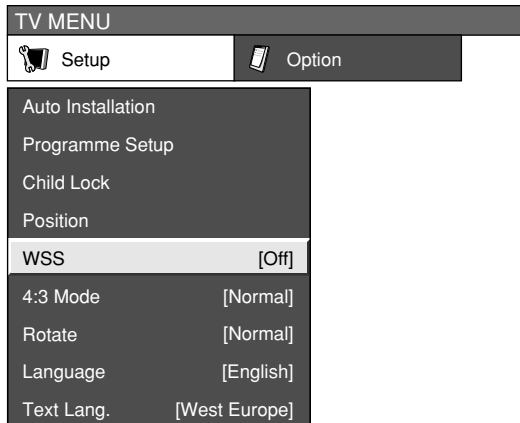 TV MENU
Setup Option
Auto Installation
Programme Setup
Child Lock
Position
WSS [Off]
4:3 Mode [Normal]
Rotate [Normal]
Language [English]
Text Lang. [West Europe]